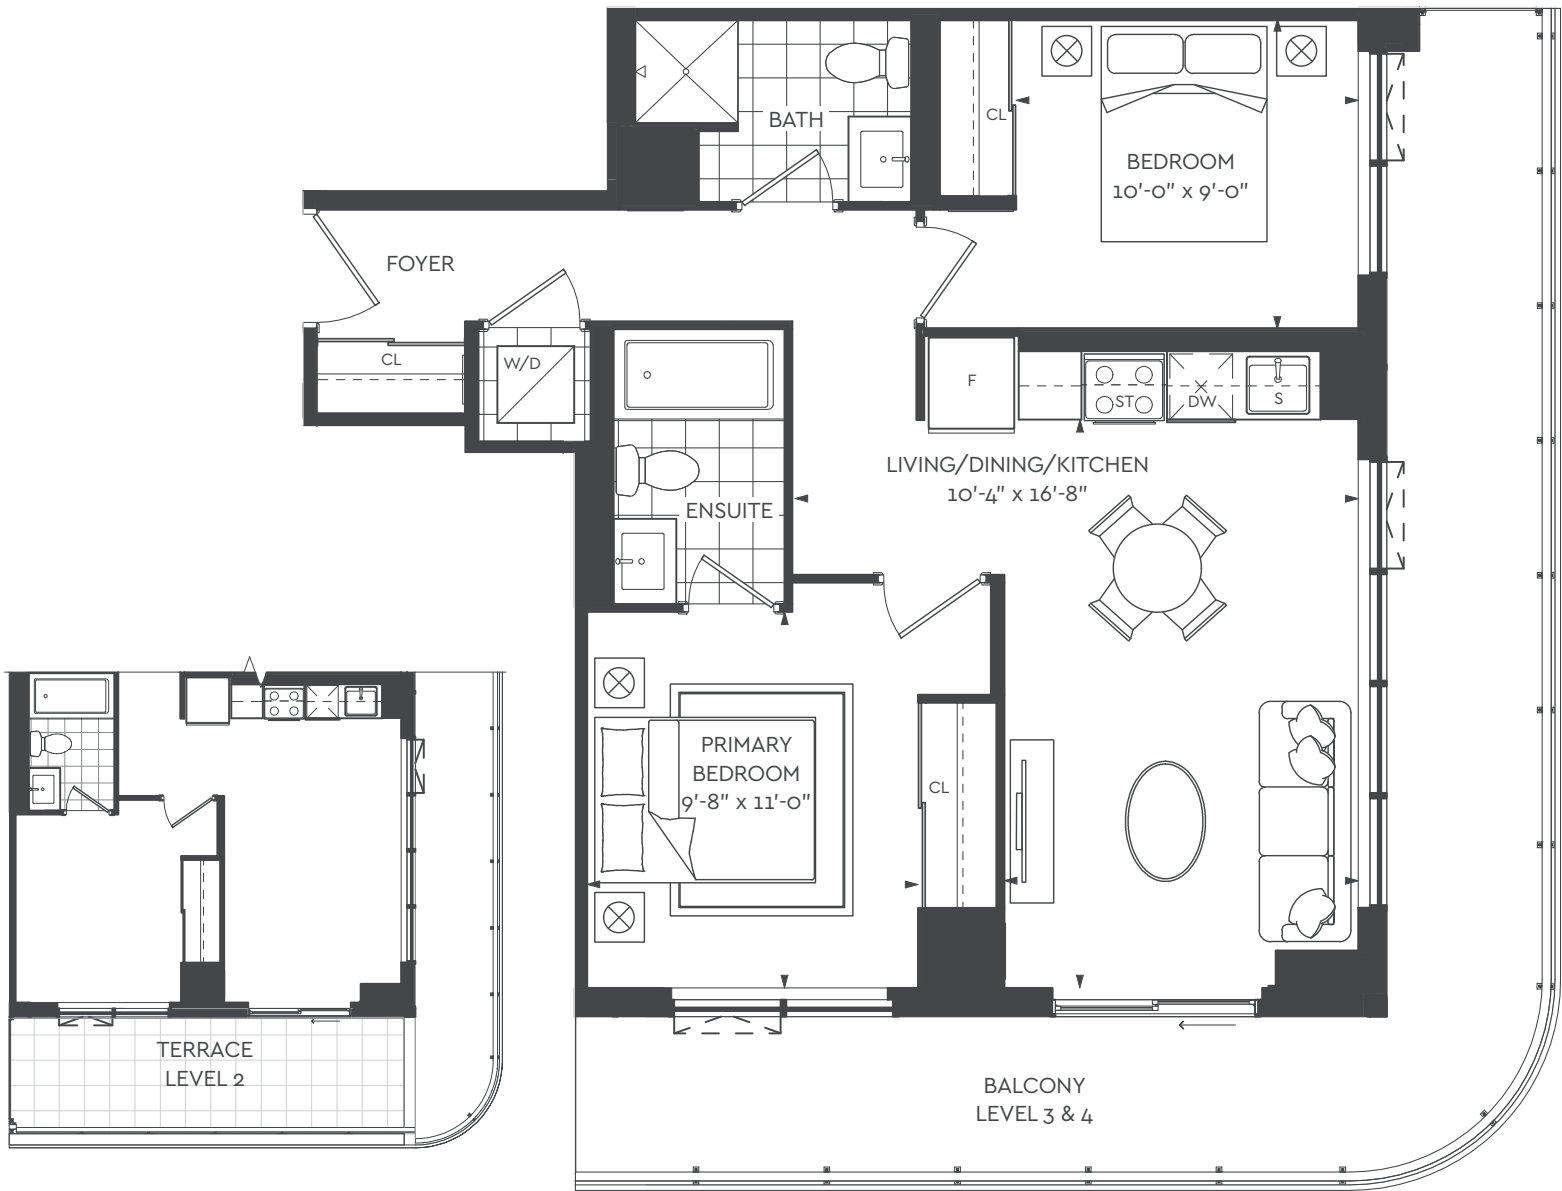 BATH
CL
BEDROOM
10'-0" x 9'-0"
FOYER
CL
W/D
F
ST
DW
S
LIVING/DINING/KITCHEN
10'-4" x 16'-8"
ENSUITE
PRIMARY
BEDROOM
9'-8" x 11'-0"
CL
TERRACE
LEVEL 2
BALCONY
LEVEL 3 & 4